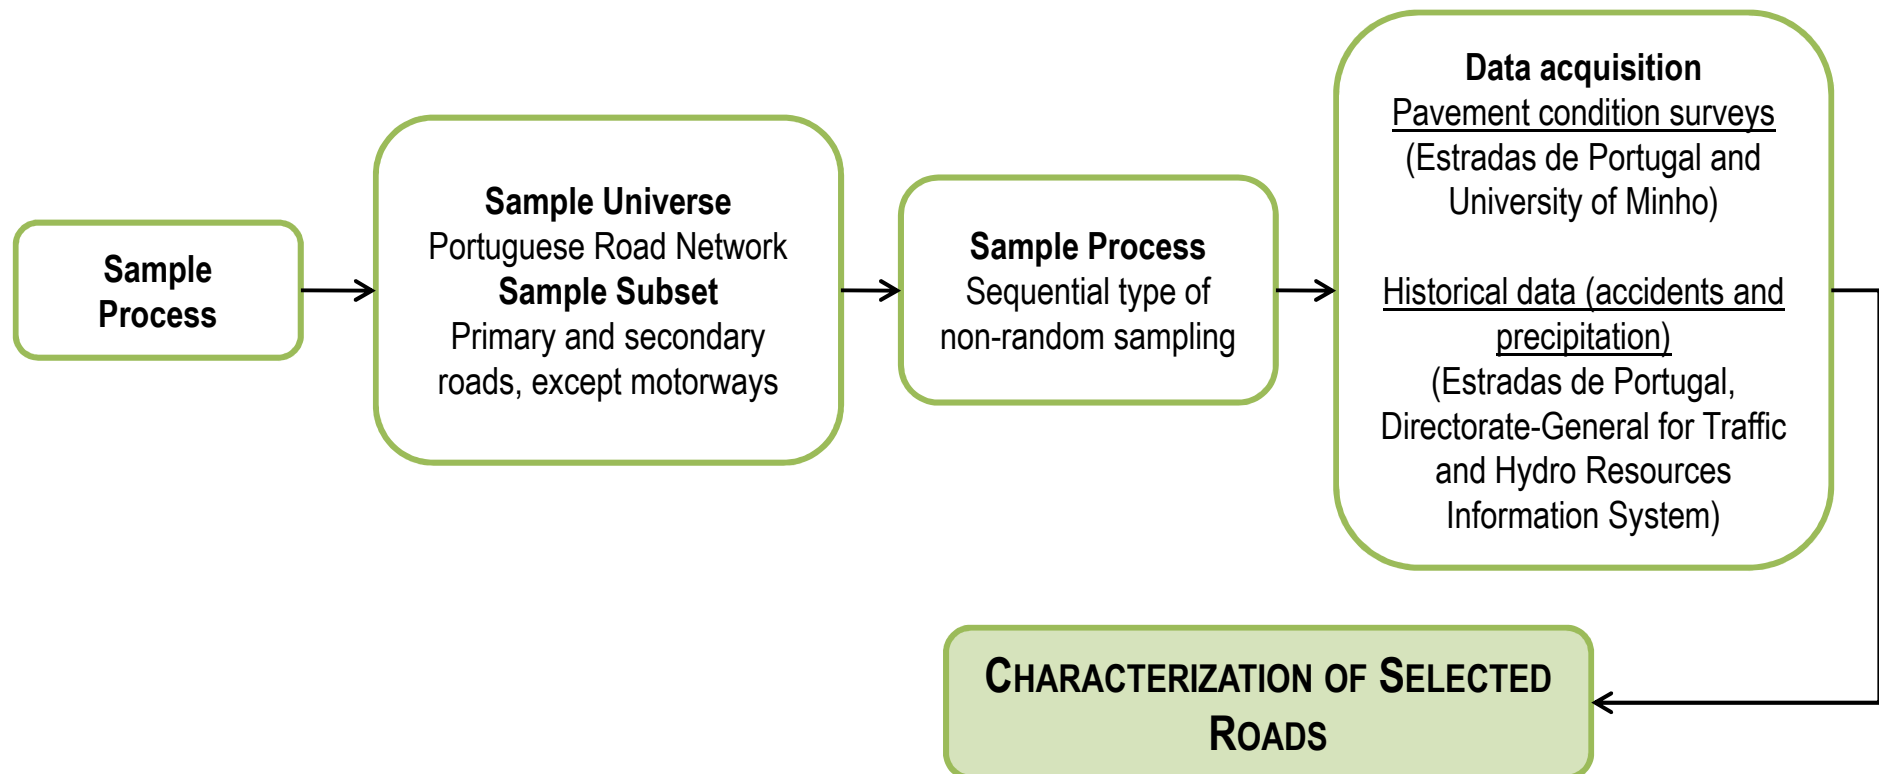 Sample
Process
Sample Universe
Portuguese Road Network
Sample Subset
Primary and secondary
roads, except motorways
Sample Process
Sequential type of
non-random sampling
Data acquisition
Pavement condition surveys
(Estradas de Portugal and
University of Minho)
Historical data (accidents and
precipitation)
(Estradas de Portugal,
Directorate-General for Traffic
and Hydro Resources
Information System)
CHARACTERIZATION OF SELECTED
ROADS